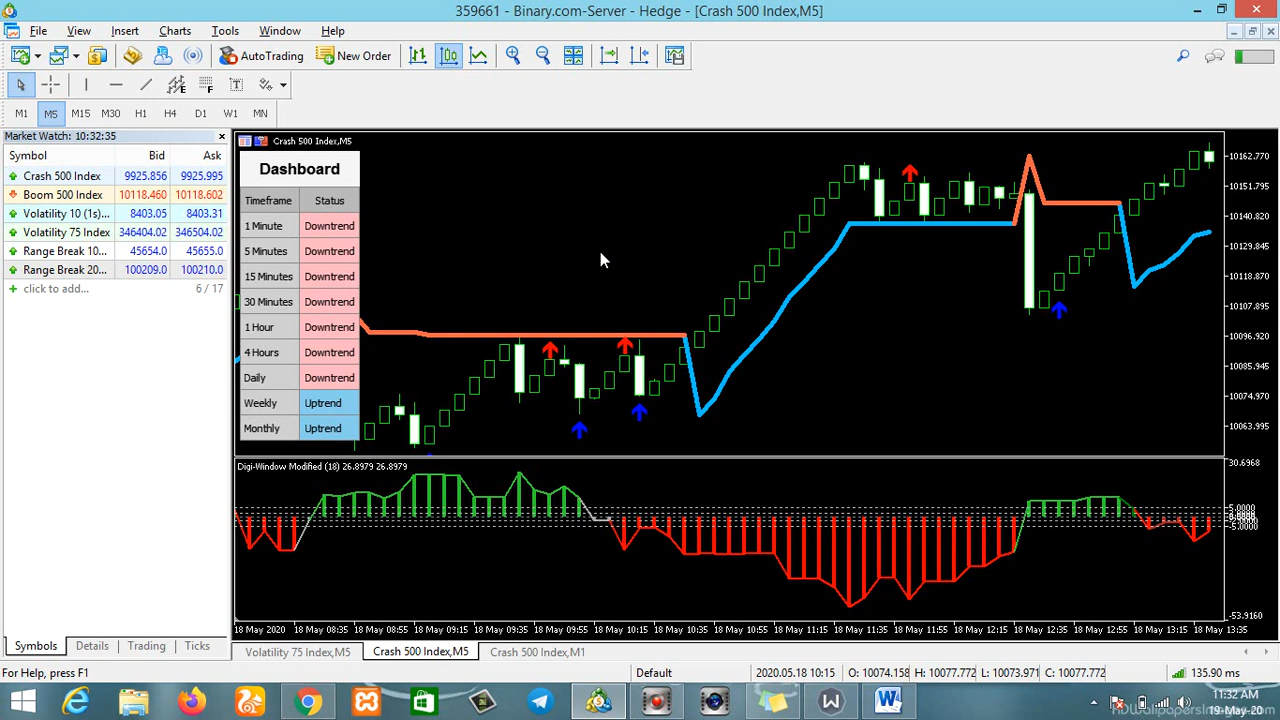 359661 - Binary.com-Server - Hedge - [Crash 500 Index,M5]
File View Insert Charts Tools Window Help
AutoTrading New Order
M1 M5 M15 M30 H1 H4 D1 W1 MN
Market Watch: 10:32:35
Symbol Bid Ask
Crash 500 Index 9925.856 9925.995
Boom 500 Index 10118.460 10118.602
Volatility 10 (1s)... 8403.05 8403.31
Volatility 75 Index 346404.02 346504.02
Range Break 10... 45654.0 45655.0
Range Break 20... 100209.0 100210.0
click to add... 6 / 17
Symbols Details Trading Ticks
Crash 500 Index,M5
Dashboard
Timeframe Status
1 Minute Downtrend
5 Minutes Downtrend
15 Minutes Downtrend
30 Minutes Downtrend
1 Hour Downtrend
4 Hours Downtrend
Daily Downtrend
Weekly Uptrend
Monthly Uptrend
10162.770
10151.795
10140.820
10129.845
10118.870
10107.895
10096.920
10085.945
10074.970
10063.995
Digi-Window Modified (18) 26.8979 26.8979
30.6968
5.0000
-5.0000
-53.9160
18 May 2020 18 May 08:35 18 May 08:55 18 May 09:15 18 May 09:55 18 May 10:15 18 May 10:35 18 May 10:55 18 May 11:15 18 May 11:35 18 May 11:55 18 May 12:15 18 May 12:35 18 May 12:55 18 May 13:15 18 May 13:35
Volatility 75 Index,M5 Crash 500 Index,M5 Crash 500 Index,M1
For Help, press F1 Default 2020.05.18 10:15 O: 10074.158 H: 10077.772 L: 10073.971 C: 10077.772 135.90 ms
11:32 AM
19-May-20